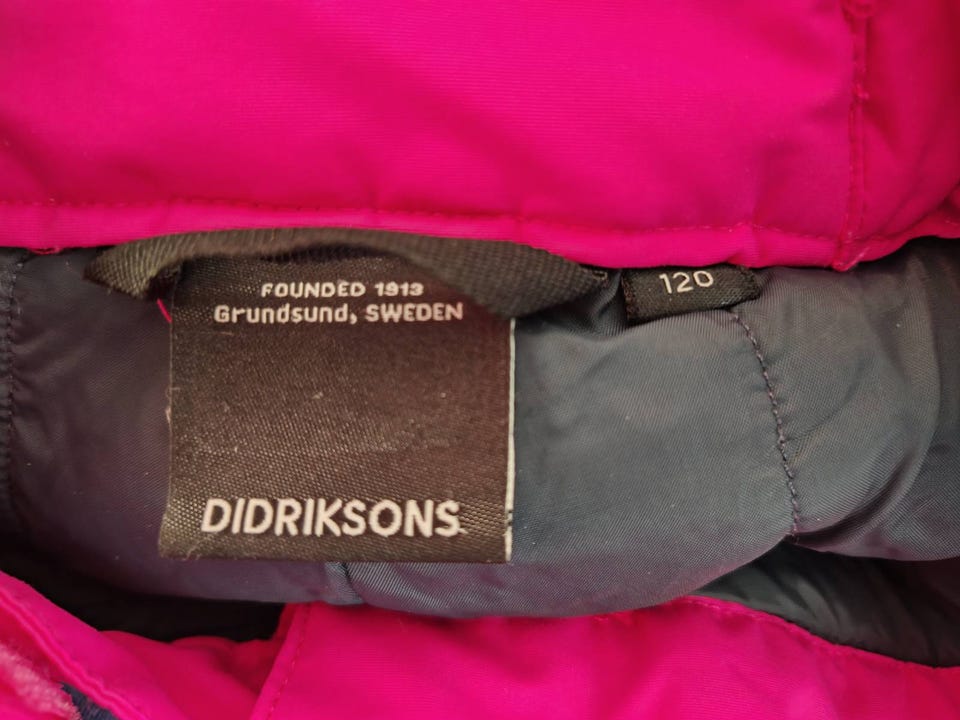 FOUNDED 1913
Grundsund, SWEDEN
120
DIDRIKSONS